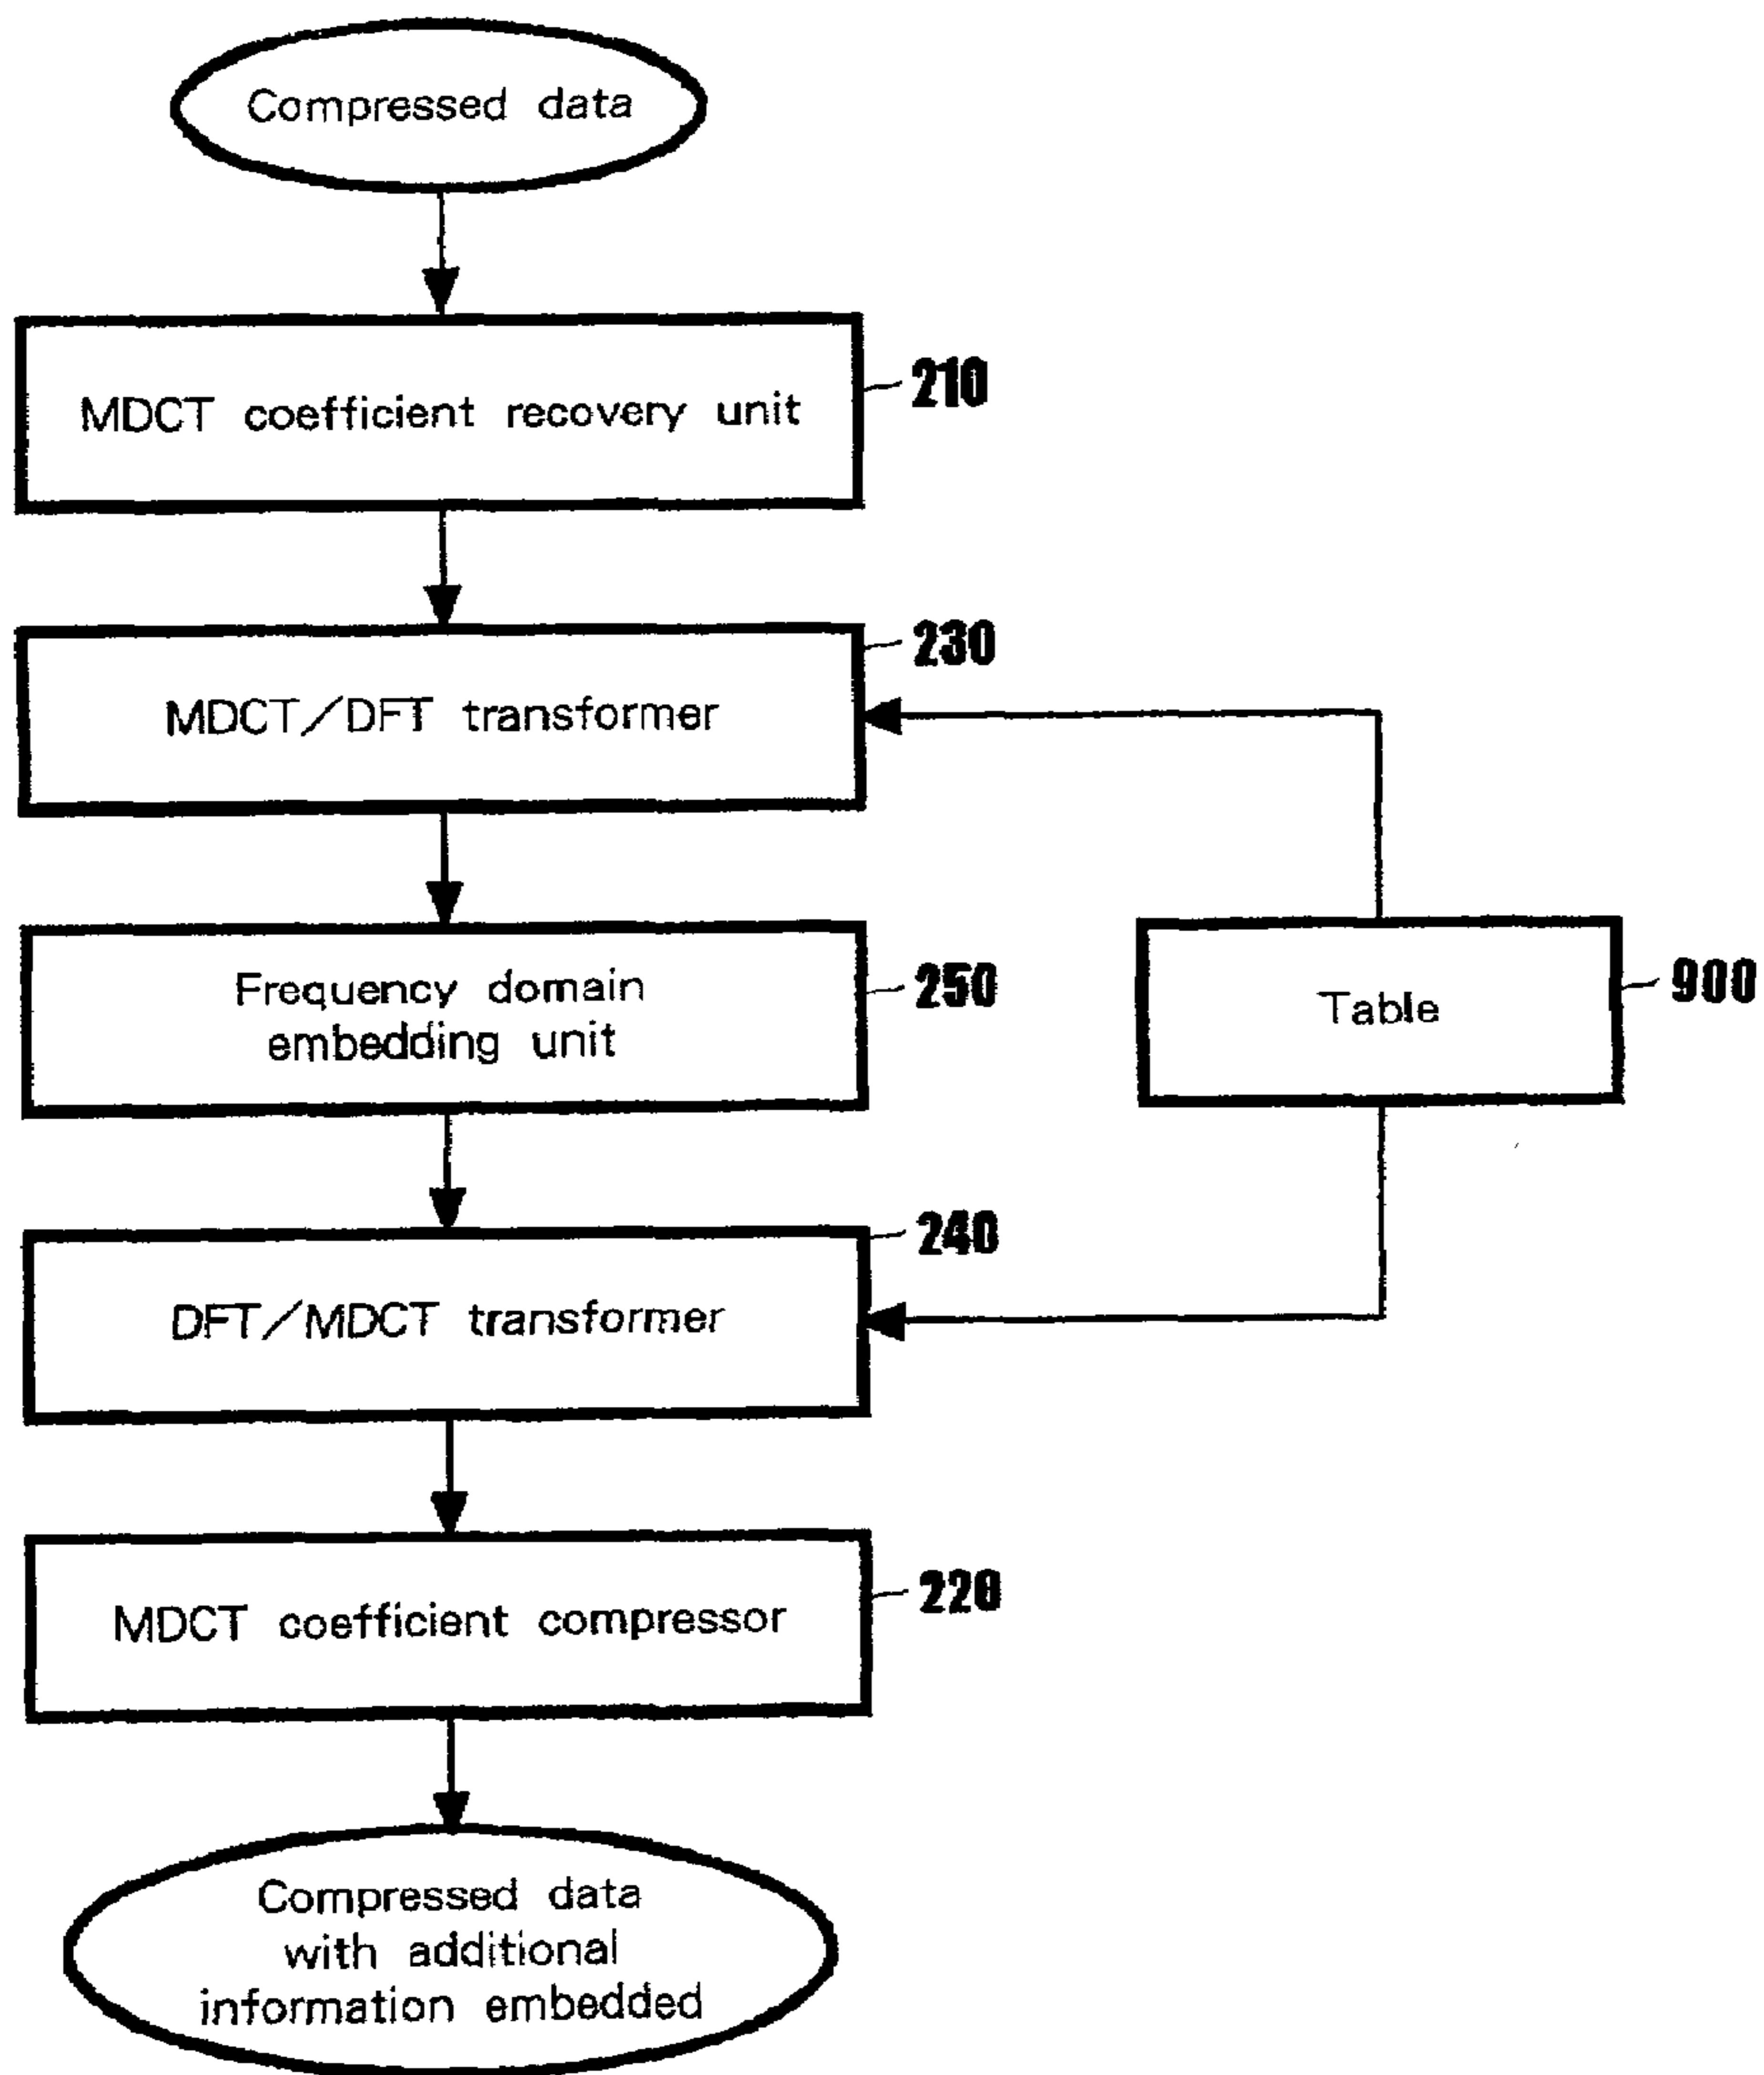 Compressed data
MDCT coefficient recovery unit
210
MDCT/DFT transformer
230
Frequency domain
embedding unit
250
Table
900
DFT/MDCT transformer
240
MDCT coefficient compressor
220
Compressed data
with additional
information embedded